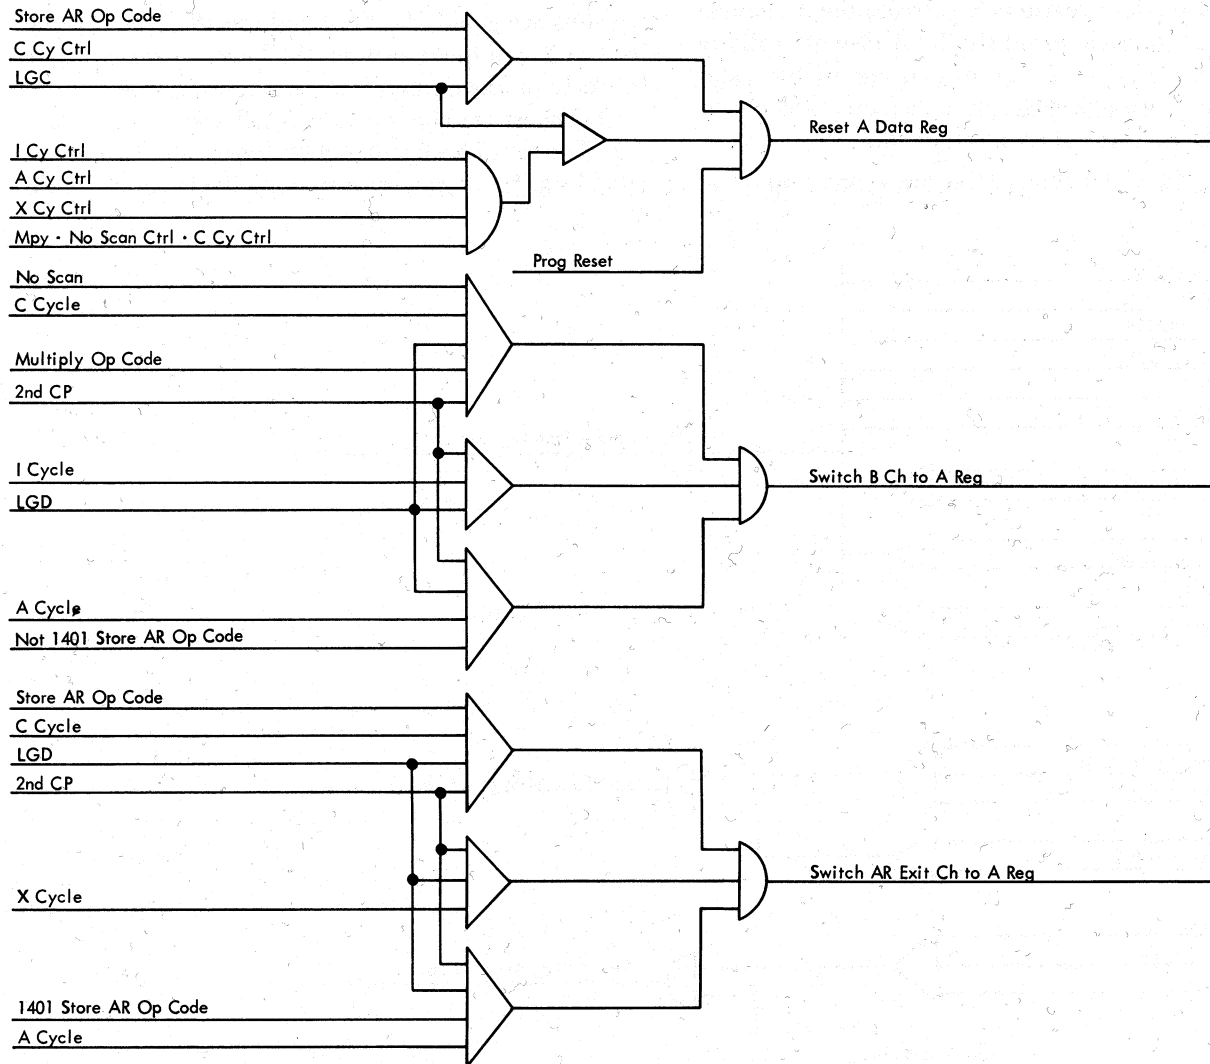 Store AR Op Code
C Cy Ctrl
LGC
Reset A Data Reg
I Cy Ctrl
A Cy Ctrl
X Cy Ctrl
Mpy · No Scan Ctrl · C Cy Ctrl
Prog Reset
No Scan
C Cycle
Multiply Op Code
2nd CP
I Cycle
Switch B Ch to A Reg
LGD
A Cycle
Not 1401 Store AR Op Code
Store AR Op Code
C Cycle
LGD
2nd CP
Switch AR Exit Ch to A Reg
X Cycle
1401 Store AR Op Code
A Cycle